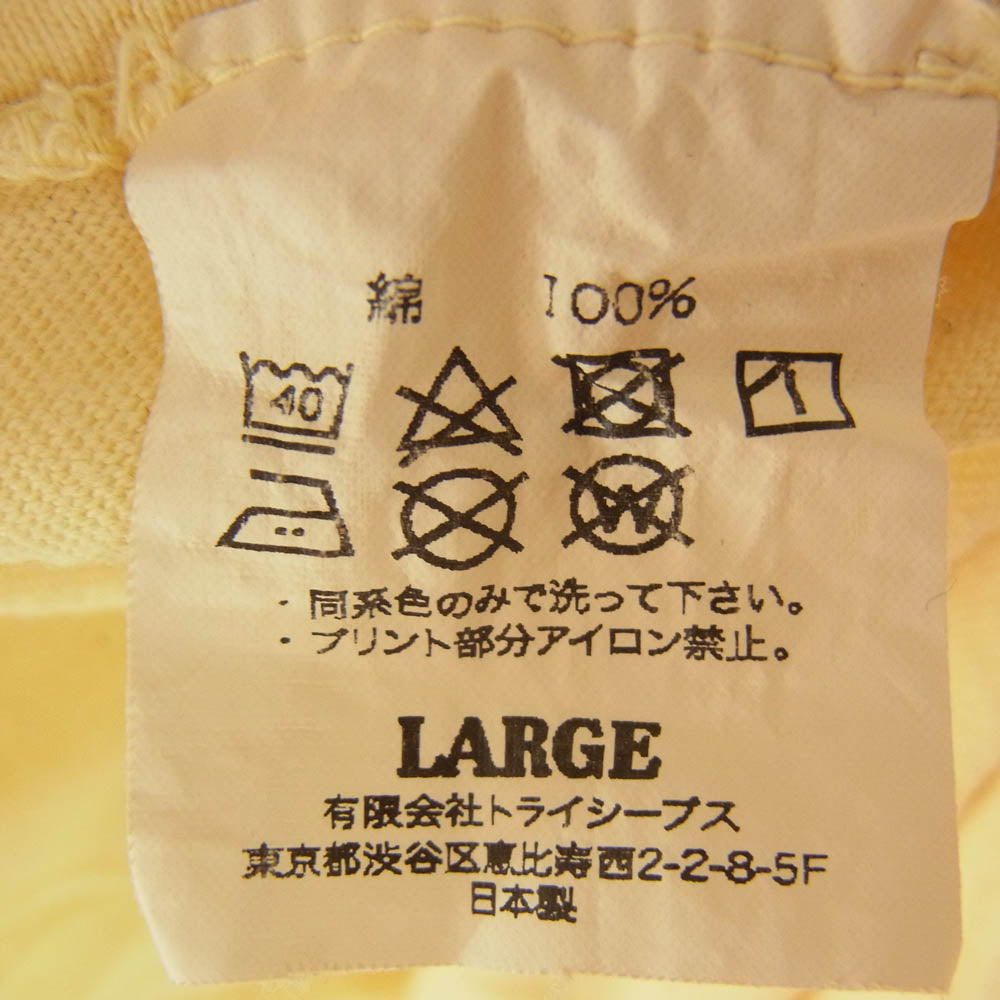 綿 100%
40
W
・同系色のみで洗って下さい。
・プリント部分アイロン禁止。
LARGE
有限会社トライシープス
東京都渋谷区恵比寿西2-2-8-5F
日本製